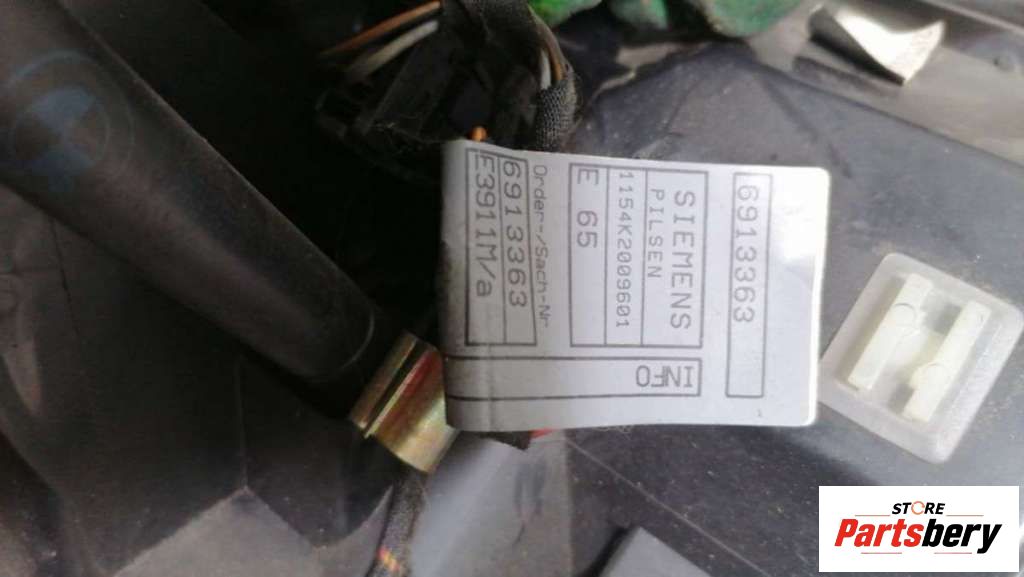 6913363
SIEMENS
PILSEN
1154K2009601
E 65
Order-/Sach-Nr
6913363
E3911M/a
INFO
STORE
Partsbery